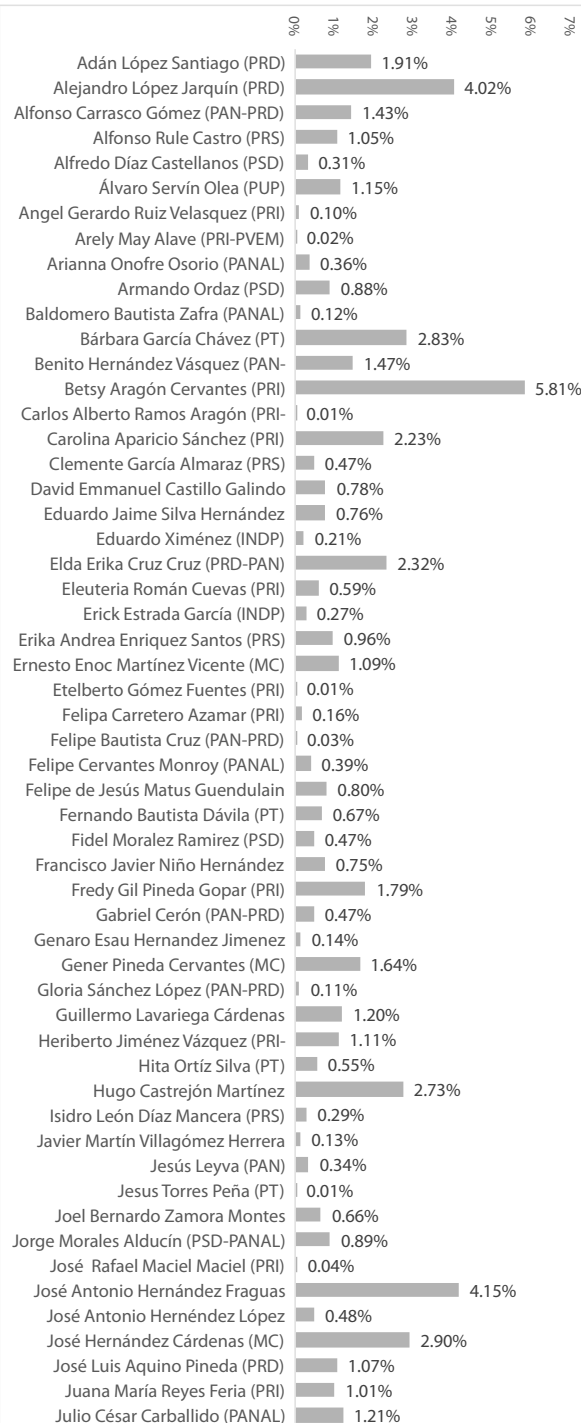 0% 1% 2% 3% 4% 5% 6% 7%
Adán López Santiago (PRD) 1.91%
Alejandro López Jarquín (PRD) 4.02%
Alfonso Carrasco Gómez (PAN-PRD) 1.43%
Alfonso Rule Castro (PRS) 1.05%
Alfredo Díaz Castellanos (PSD) 0.31%
Álvaro Servín Olea (PUP) 1.15%
Angel Gerardo Ruiz Velasquez (PRI) 0.10%
Arely May Alave (PRI-PVEM) 0.02%
Arianna Onofre Osorio (PANAL) 0.36%
Armando Ordaz (PSD) 0.88%
Baldomero Bautista Zafra (PANAL) 0.12%
Bárbara García Chávez (PT) 2.83%
Benito Hernández Vásquez (PAN- 1.47%
Betsy Aragón Cervantes (PRI) 5.81%
Carlos Alberto Ramos Aragón (PRI- 0.01%
Carolina Aparicio Sánchez (PRI) 2.23%
Clemente García Almaraz (PRS) 0.47%
David Emmanuel Castillo Galindo 0.78%
Eduardo Jaime Silva Hernández 0.76%
Eduardo Ximénez (INDP) 0.21%
Elda Erika Cruz Cruz (PRD-PAN) 2.32%
Eleuteria Román Cuevas (PRI) 0.59%
Erick Estrada García (INDP) 0.27%
Erika Andrea Enriquez Santos (PRS) 0.96%
Ernesto Enoc Martínez Vicente (MC) 1.09%
Etelberto Gómez Fuentes (PRI) 0.01%
Felipa Carretero Azamar (PRI) 0.16%
Felipe Bautista Cruz (PAN-PRD) 0.03%
Felipe Cervantes Monroy (PANAL) 0.39%
Felipe de Jesús Matus Guendulain 0.80%
Fernando Bautista Dávila (PT) 0.67%
Fidel Moralez Ramirez (PSD) 0.47%
Francisco Javier Niño Hernández 0.75%
Fredy Gil Pineda Gopar (PRI) 1.79%
Gabriel Cerón (PAN-PRD) 0.47%
Genaro Esau Hernandez Jimenez 0.14%
Gener Pineda Cervantes (MC) 1.64%
Gloria Sánchez López (PAN-PRD) 0.11%
Guillermo Lavariega Cárdenas 1.20%
Heriberto Jiménez Vázquez (PRI- 1.11%
Hita Ortíz Silva (PT) 0.55%
Hugo Castrejón Martínez 2.73%
Isidro León Díaz Mancera (PRS) 0.29%
Javier Martín Villagómez Herrera 0.13%
Jesús Leyva (PAN) 0.34%
Jesus Torres Peña (PT) 0.01%
Joel Bernardo Zamora Montes 0.66%
Jorge Morales Alducín (PSD-PANAL) 0.89%
José Rafael Maciel Maciel (PRI) 0.04%
José Antonio Hernández Fraguas 4.15%
José Antonio Hernéndez López 0.48%
José Hernández Cárdenas (MC) 2.90%
José Luis Aquino Pineda (PRD) 1.07%
Juana María Reyes Feria (PRI) 1.01%
Julio César Carballido (PANAL) 1.21%